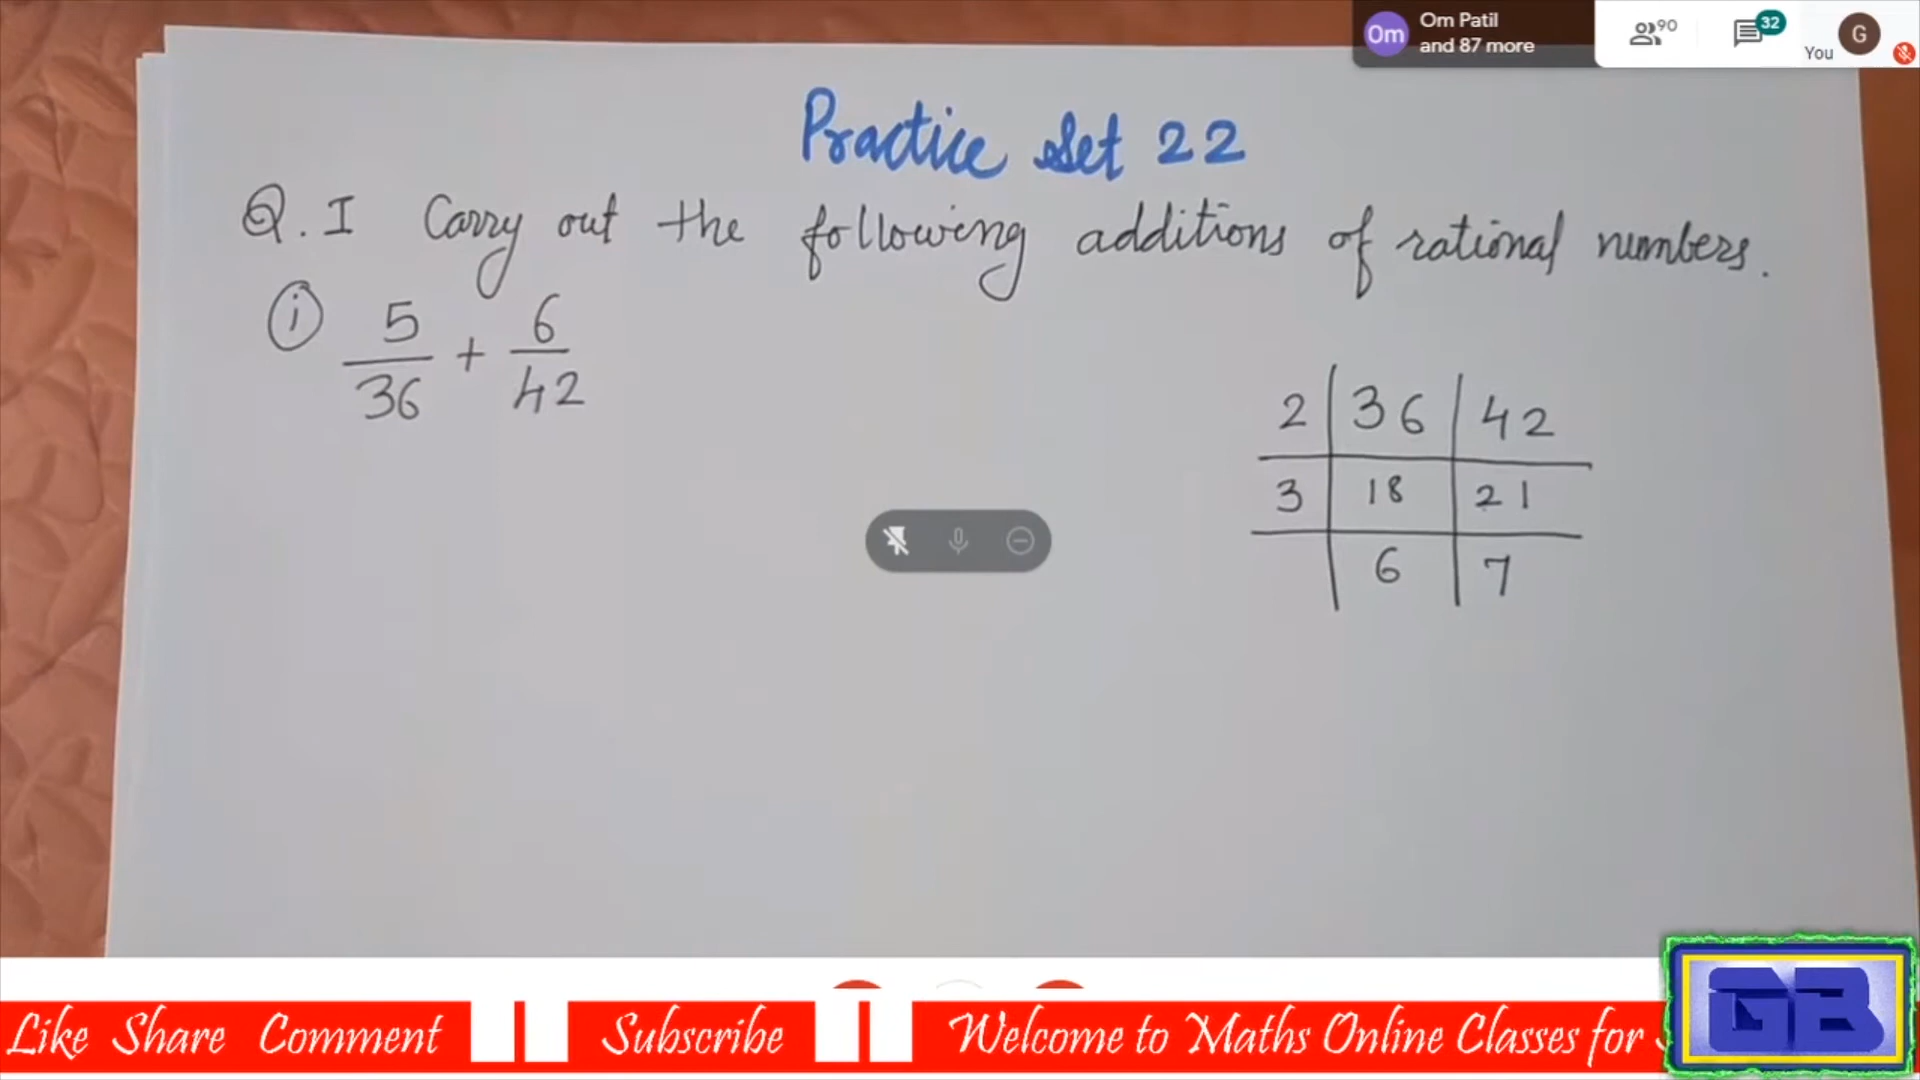 Om Om Patil
and 87 more
90
32
You
G
Practice Set 22
Q.I Carry out the following additions of rational numbers.
i 5/36 + 6/42
2 | 36 | 42
3 | 18 | 21
6 | 7
Like Share Comment Subscribe Welcome to Maths Online Classes for
GB